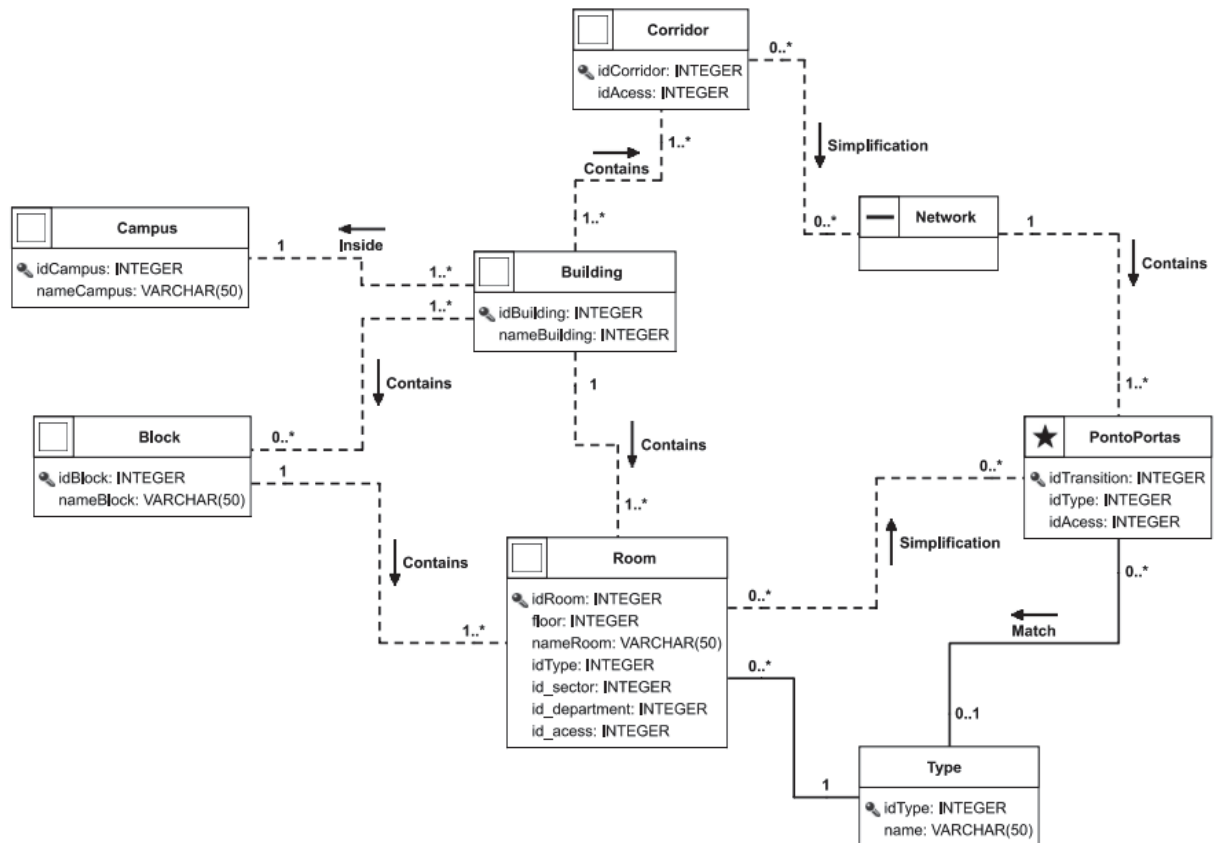 Corridor
idCorridor: INTEGER
idAcess: INTEGER
0..*
Simplification
1..*
Contains
1..*
0..*
Network
1
Contains
1..*
Campus
idCampus: INTEGER
nameCampus: VARCHAR(50)
1
Inside
1..*
Building
idBuilding: INTEGER
nameBuilding: INTEGER
1..*
Contains
0..*
1
Contains
1..*
Block
idBlock: INTEGER
nameBlock: VARCHAR(50)
1
Contains
1..*
PontoPortas
idTransition: INTEGER
idType: INTEGER
idAcess: INTEGER
0..*
Simplification
0..*
Room
idRoom: INTEGER
floor: INTEGER
nameRoom: VARCHAR(50)
idType: INTEGER
id_sector: INTEGER
id_department: INTEGER
id_acess: INTEGER
0..*
Match
0..1
0..*
1
Type
idType: INTEGER
name: VARCHAR(50)